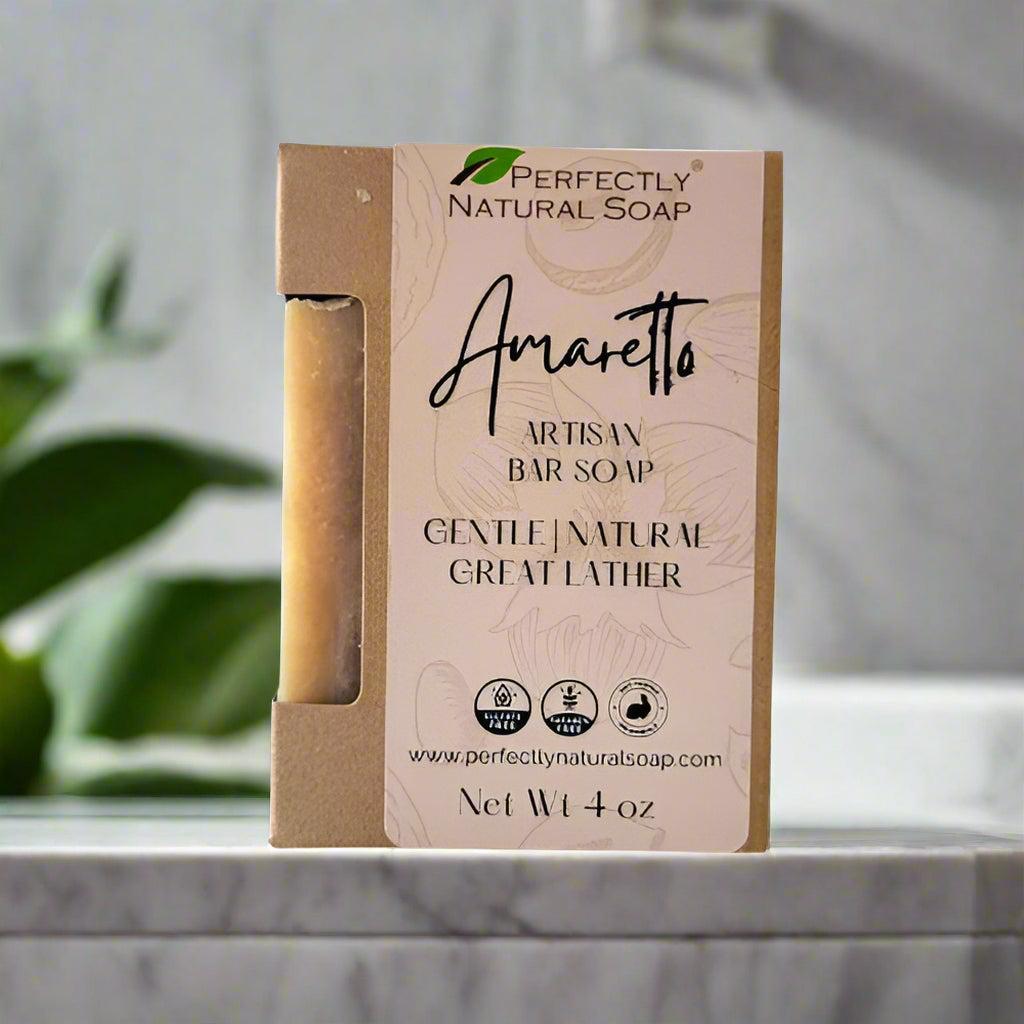 PERFECTLY®
NATURAL SOAP
Amaretto
ARTISAN
BAR SOAP
GENTLE | NATURAL
GREAT LATHER
www.perfectlynaturalsoap.com
Net Wt 4 oz